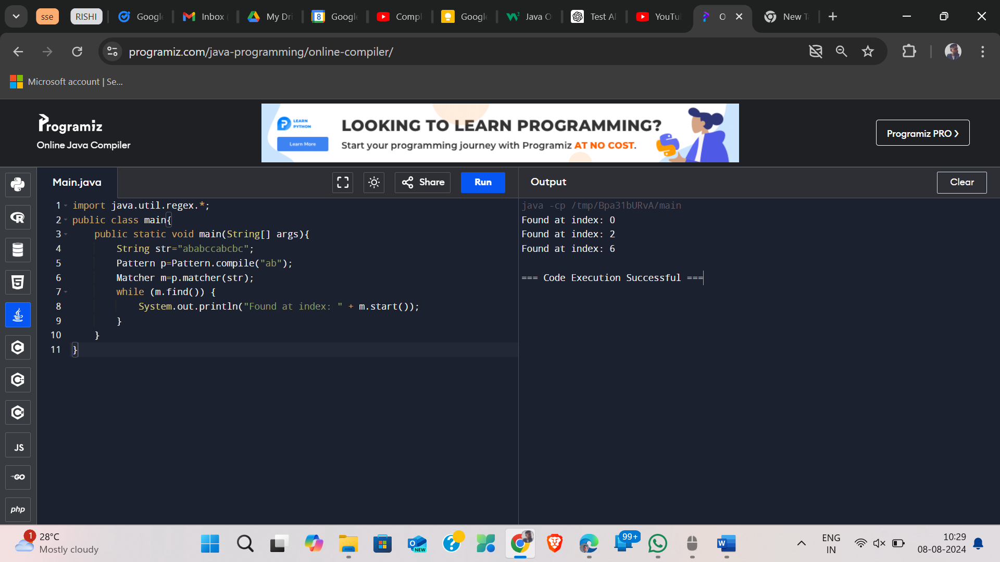 sse RISHI Google Inbox ( My Dri Google Compl Google Java O Test AI YouTu O New Ta
programiz.com/java-programming/online-compiler/
Microsoft account | Se...
Programiz
Online Java Compiler
LEARN
PYTHON
Learn More
LOOKING TO LEARN PROGRAMMING?
Start your programming journey with Programiz AT NO COST.
Programiz PRO
Main.java
Share
Run
Output
Clear
1 import java.util.regex.*;
2 public class main{
3 public static void main(String[] args){
4 String str="ababccabcbc";
5 Pattern p=Pattern.compile("ab");
6 Matcher m=p.matcher(str);
7 while (m.find()) {
8 System.out.println("Found at index: " + m.start());
9 }
10 }
11 }
java -cp /tmp/Bpa31bURvA/main
Found at index: 0
Found at index: 2
Found at index: 6
=== Code Execution Successful ===
JS
GO
php
1
28°C
Mostly cloudy
NEW
99+
ENG
IN
10:29
08-08-2024